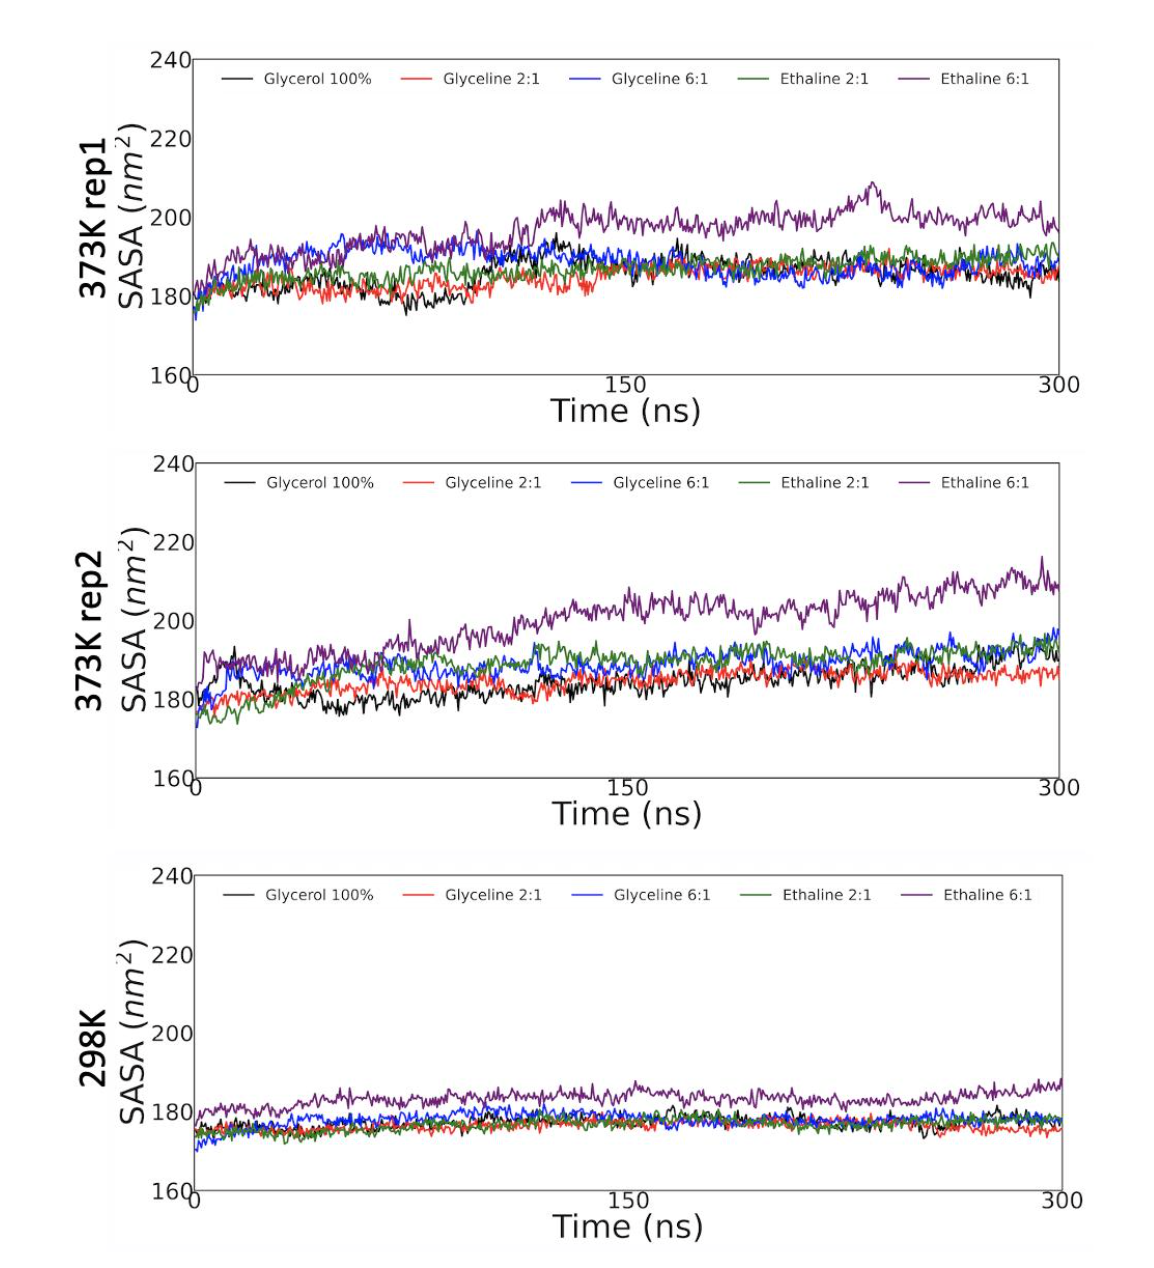 373K rep1
SASA (nm²)
240
220
200
180
160
Glycerol 100% Glyceline 2:1 Glyceline 6:1 Ethaline 2:1 Ethaline 6:1
0 150 300
Time (ns)
373K rep2
SASA (nm²)
240
220
200
180
160
Glycerol 100% Glyceline 2:1 Glyceline 6:1 Ethaline 2:1 Ethaline 6:1
0 150 300
Time (ns)
298K
SASA (nm²)
240
220
200
180
160
Glycerol 100% Glyceline 2:1 Glyceline 6:1 Ethaline 2:1 Ethaline 6:1
0 150 300
Time (ns)